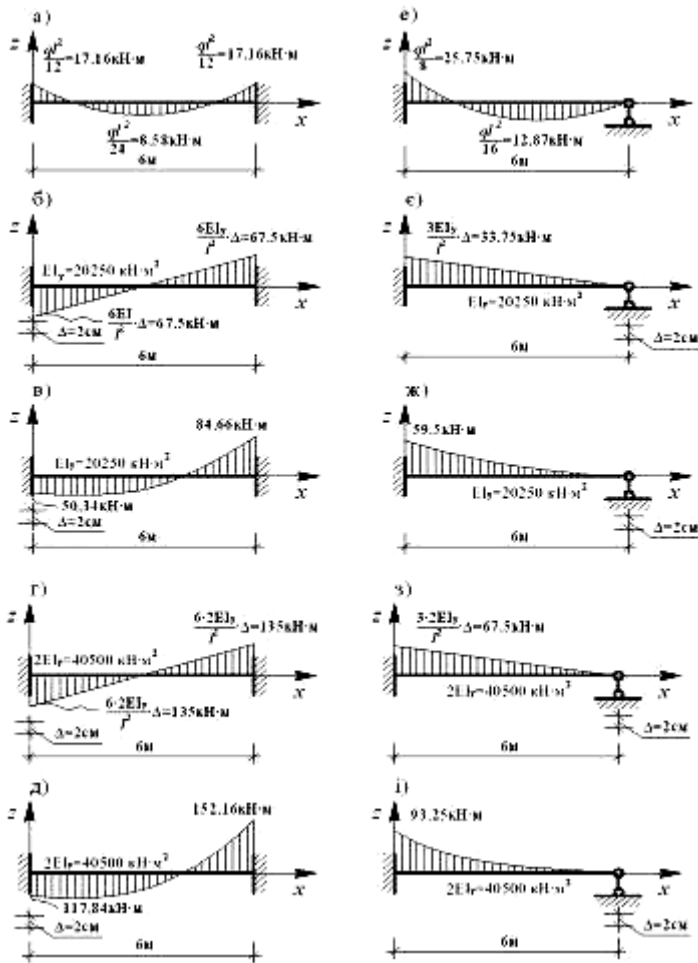 а)
z
ql²/12=17.16кН·м
ql²/12=17.16кН·м
x
ql²/24=8.58кН·м
6м
е)
z
ql²/8=25.75кН·м
x
ql²/16=12.87кН·м
6м
б)
z
6EIy/l²·Δ=67.5кН·м
EIy=20250 кН·м²
x
6EI/l²·Δ=67.5кН·м
Δ=2см
6м
є)
z
3EIy/l²·Δ=33.75кН·м
x
EIy=20250 кН·м²
Δ=2см
6м
в)
z
84.66кН·м
EIy=20250 кН·м²
x
50.34кН·м
Δ=2см
6м
ж)
z
59.5кН·м
x
EIy=20250 кН·м²
Δ=2см
6м
г)
z
6·2EIy/l²·Δ=135кН·м
2EIy=40500 кН·м²
x
6·2EIy/l²·Δ=135кН·м
Δ=2см
6м
з)
z
3·2EIy/l²·Δ=67.5кН·м
x
2EIy=40500 кН·м²
Δ=2см
6м
д)
z
152.16кН·м
2EIy=40500 кН·м²
x
117.84кН·м
Δ=2см
6м
і)
z
93.25кН·м
x
2EIy=40500 кН·м²
Δ=2см
6м